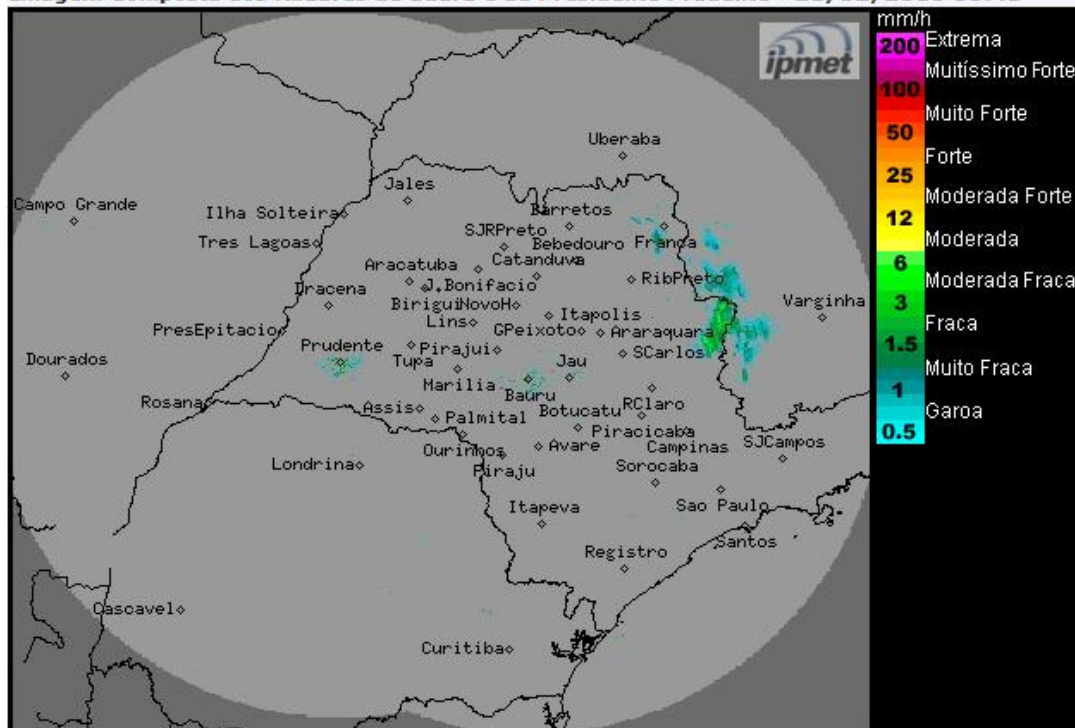 mm/h
200 Extrema
Muitíssimo Forte
100
Muito Forte
50
Forte
25
Moderada Forte
12
Moderada
6
Moderada Fraca
3
Fraca
1.5
Muito Fraca
1
Garoa
0.5
ipmet
Uberaba
Jales
Campo Grande
Ilha Solteira
Barretos
Tres Lagoas
SJRPreto
Bebedouro
Franca
Aracatuba
Catanduva
Dracena
J.Bonifacio
RibPreto
Birigui
NovoH
Varginha
Itapolis
PresEpitacio
Lins
GPeixoto
Araraquara
Prudente
Pirajui
SCarlos
Dourados
Tupa
Jau
Marilia
Bauru
Rosana
Assis
Palmital
Botucatu
RClaro
Piracicaba
Ourinhos
Avare
Campinas
SJCampos
Londrina
Piraju
Sorocaba
Itapeva
Sao Paulo
Registro
Santos
Cascavel
Curitiba